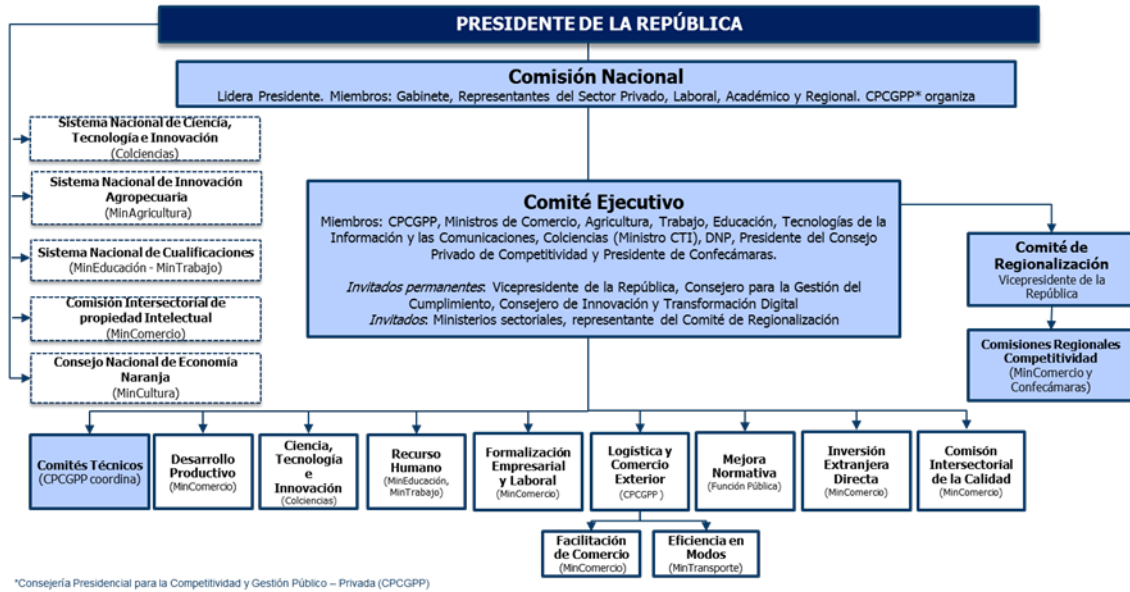 PRESIDENTE DE LA REPÚBLICA
Comisión Nacional
Lidera Presidente. Miembros: Gabinete, Representantes del Sector Privado, Laboral, Académico y Regional. CPCGPP* organiza
Sistema Nacional de Ciencia,
Tecnología e Innovación
(Colciencias)
Sistema Nacional de Innovación
Agropecuaria
(MinAgricultura)
Sistema Nacional de Cualificaciones
(MinEducación - MinTrabajo)
Comisión Intersectorial de
propiedad Intelectual
(MinComercio)
Consejo Nacional de Economía
Naranja
(MinCultura)
Comité Ejecutivo
Miembros: CPCGPP, Ministros de Comercio, Agricultura, Trabajo, Educación, Tecnologías de la
Información y las Comunicaciones, Colciencias (Ministro CTI), DNP, Presidente del Consejo
Privado de Competitividad y Presidente de Confecámaras.
Invitados permanentes: Vicepresidente de la República, Consejero para la Gestión del
Cumplimiento, Consejero de Innovación y Transformación Digital
Invitados: Ministerios sectoriales, representante del Comité de Regionalización
Comité de
Regionalización
Vicepresidente de la
República
Comisiones Regionales
Competitividad
(MinComercio y
Confecámaras)
Comités Técnicos
(CPCGPP coordina)
Desarrollo
Productivo
(MinComercio)
Ciencia,
Tecnología
e
Innovación
(Colciencias)
Recurso
Humano
(MinEducación,
MinTrabajo)
Formalización
Empresarial
y Laboral
(MinComercio)
Logística y
Comercio
Exterior
(CPCGPP )
Mejora
Normativa
(Función Pública)
Inversión
Extranjera
Directa
(MinComercio)
Comisón
Intersectorial
de la Calidad
(MinComercio)
Facilitación
de Comercio
(MinComercio)
Eficiencia en
Modos
(MinTransporte)
*Consejería Presidencial para la Competitividad y Gestión Público – Privada (CPCGPP)